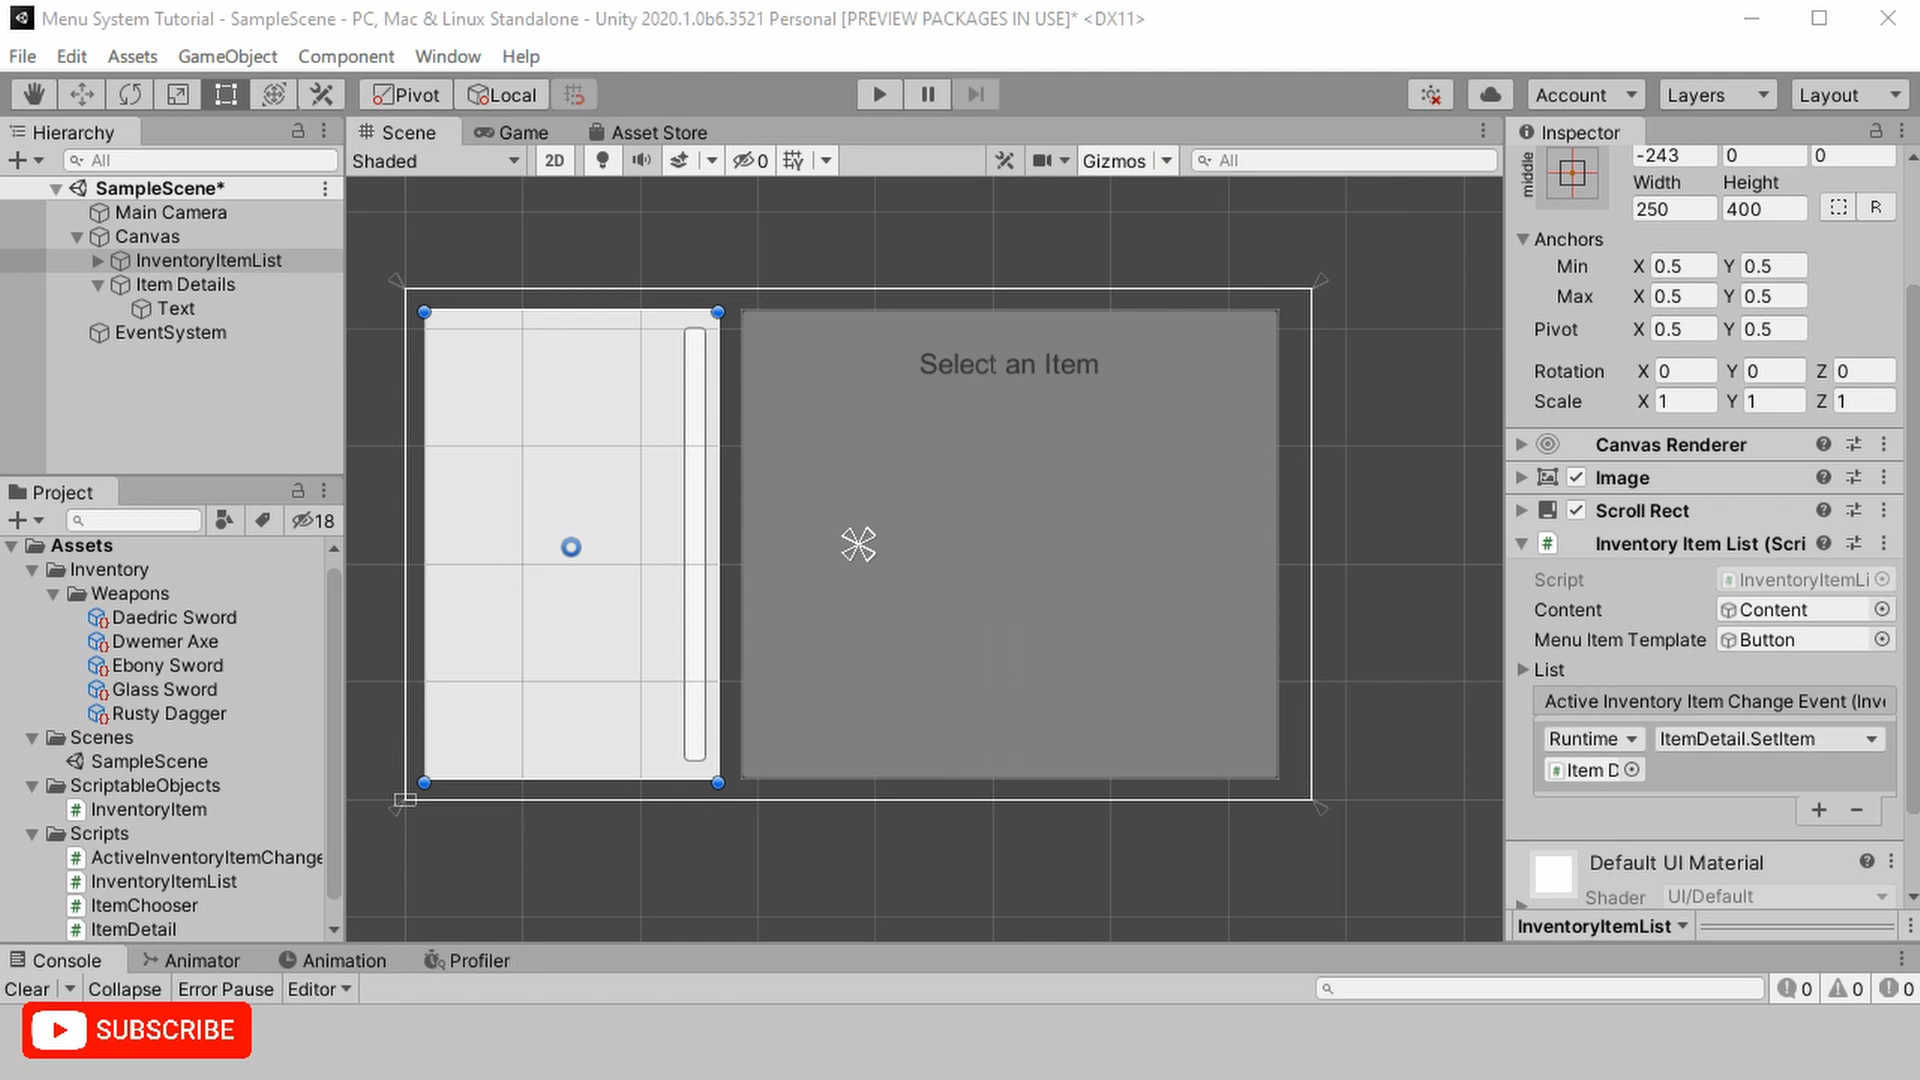 Menu System Tutorial - SampleScene - PC, Mac & Linux Standalone - Unity 2020.1.0b6.3521 Personal [PREVIEW PACKAGES IN USE]* <DX11>
File Edit Assets GameObject Component Window Help
Pivot Local Account Layers Layout
Hierarchy
All
SampleScene*
Main Camera
Canvas
InventoryItemList
Item Details
Text
EventSystem
Project
18
Assets
Inventory
Weapons
Daedric Sword
Dwemer Axe
Ebony Sword
Glass Sword
Rusty Dagger
Scenes
SampleScene
ScriptableObjects
InventoryItem
Scripts
ActiveInventoryItemChange
InventoryItemList
ItemChooser
ItemDetail
Scene Game Asset Store
Shaded 2D 0 Gizmos All
Select an Item
Inspector
middle
-243 0 0
Width Height
250 400 R
Anchors
Min X 0.5 Y 0.5
Max X 0.5 Y 0.5
Pivot X 0.5 Y 0.5
Rotation X 0 Y 0 Z 0
Scale X 1 Y 1 Z 1
Canvas Renderer
Image
Scroll Rect
Inventory Item List (Scri
Script InventoryItemLi
Content Content
Menu Item Template Button
List
Active Inventory Item Change Event (Inv
Runtime ItemDetail.SetItem
Item D
+ -
Default UI Material
Shader UI/Default
InventoryItemList
Console Animator Animation Profiler
Clear Collapse Error Pause Editor 0 0 0
SUBSCRIBE